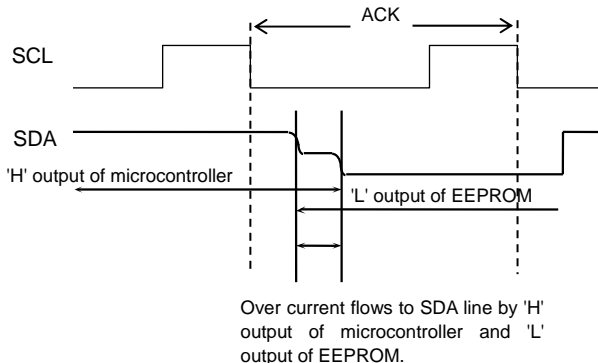 ACK
SCL
SDA
'H' output of microcontroller
'L' output of EEPROM
Over current flows to SDA line by 'H'
output of microcontroller and 'L'
output of EEPROM.